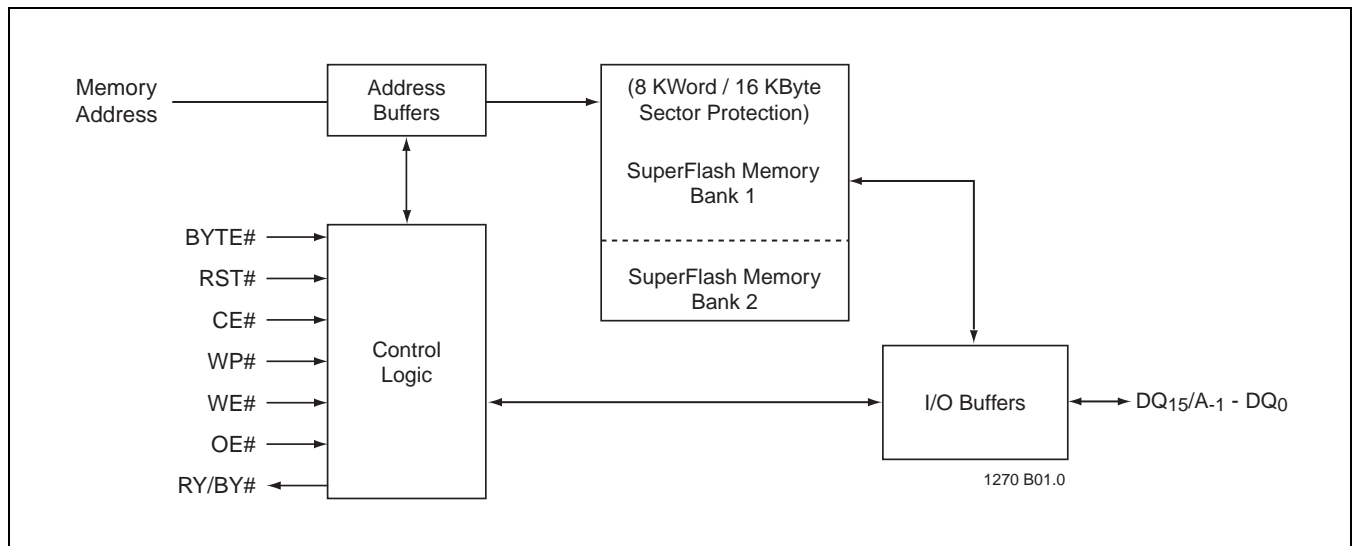 Memory
Address
Address
Buffers
(8 KWord / 16 KByte
Sector Protection)
SuperFlash Memory
Bank 1
SuperFlash Memory
Bank 2
BYTE#
RST#
CE#
WP#
WE#
OE#
RY/BY#
Control
Logic
I/O Buffers
DQ15/A-1 - DQ0
1270 B01.0